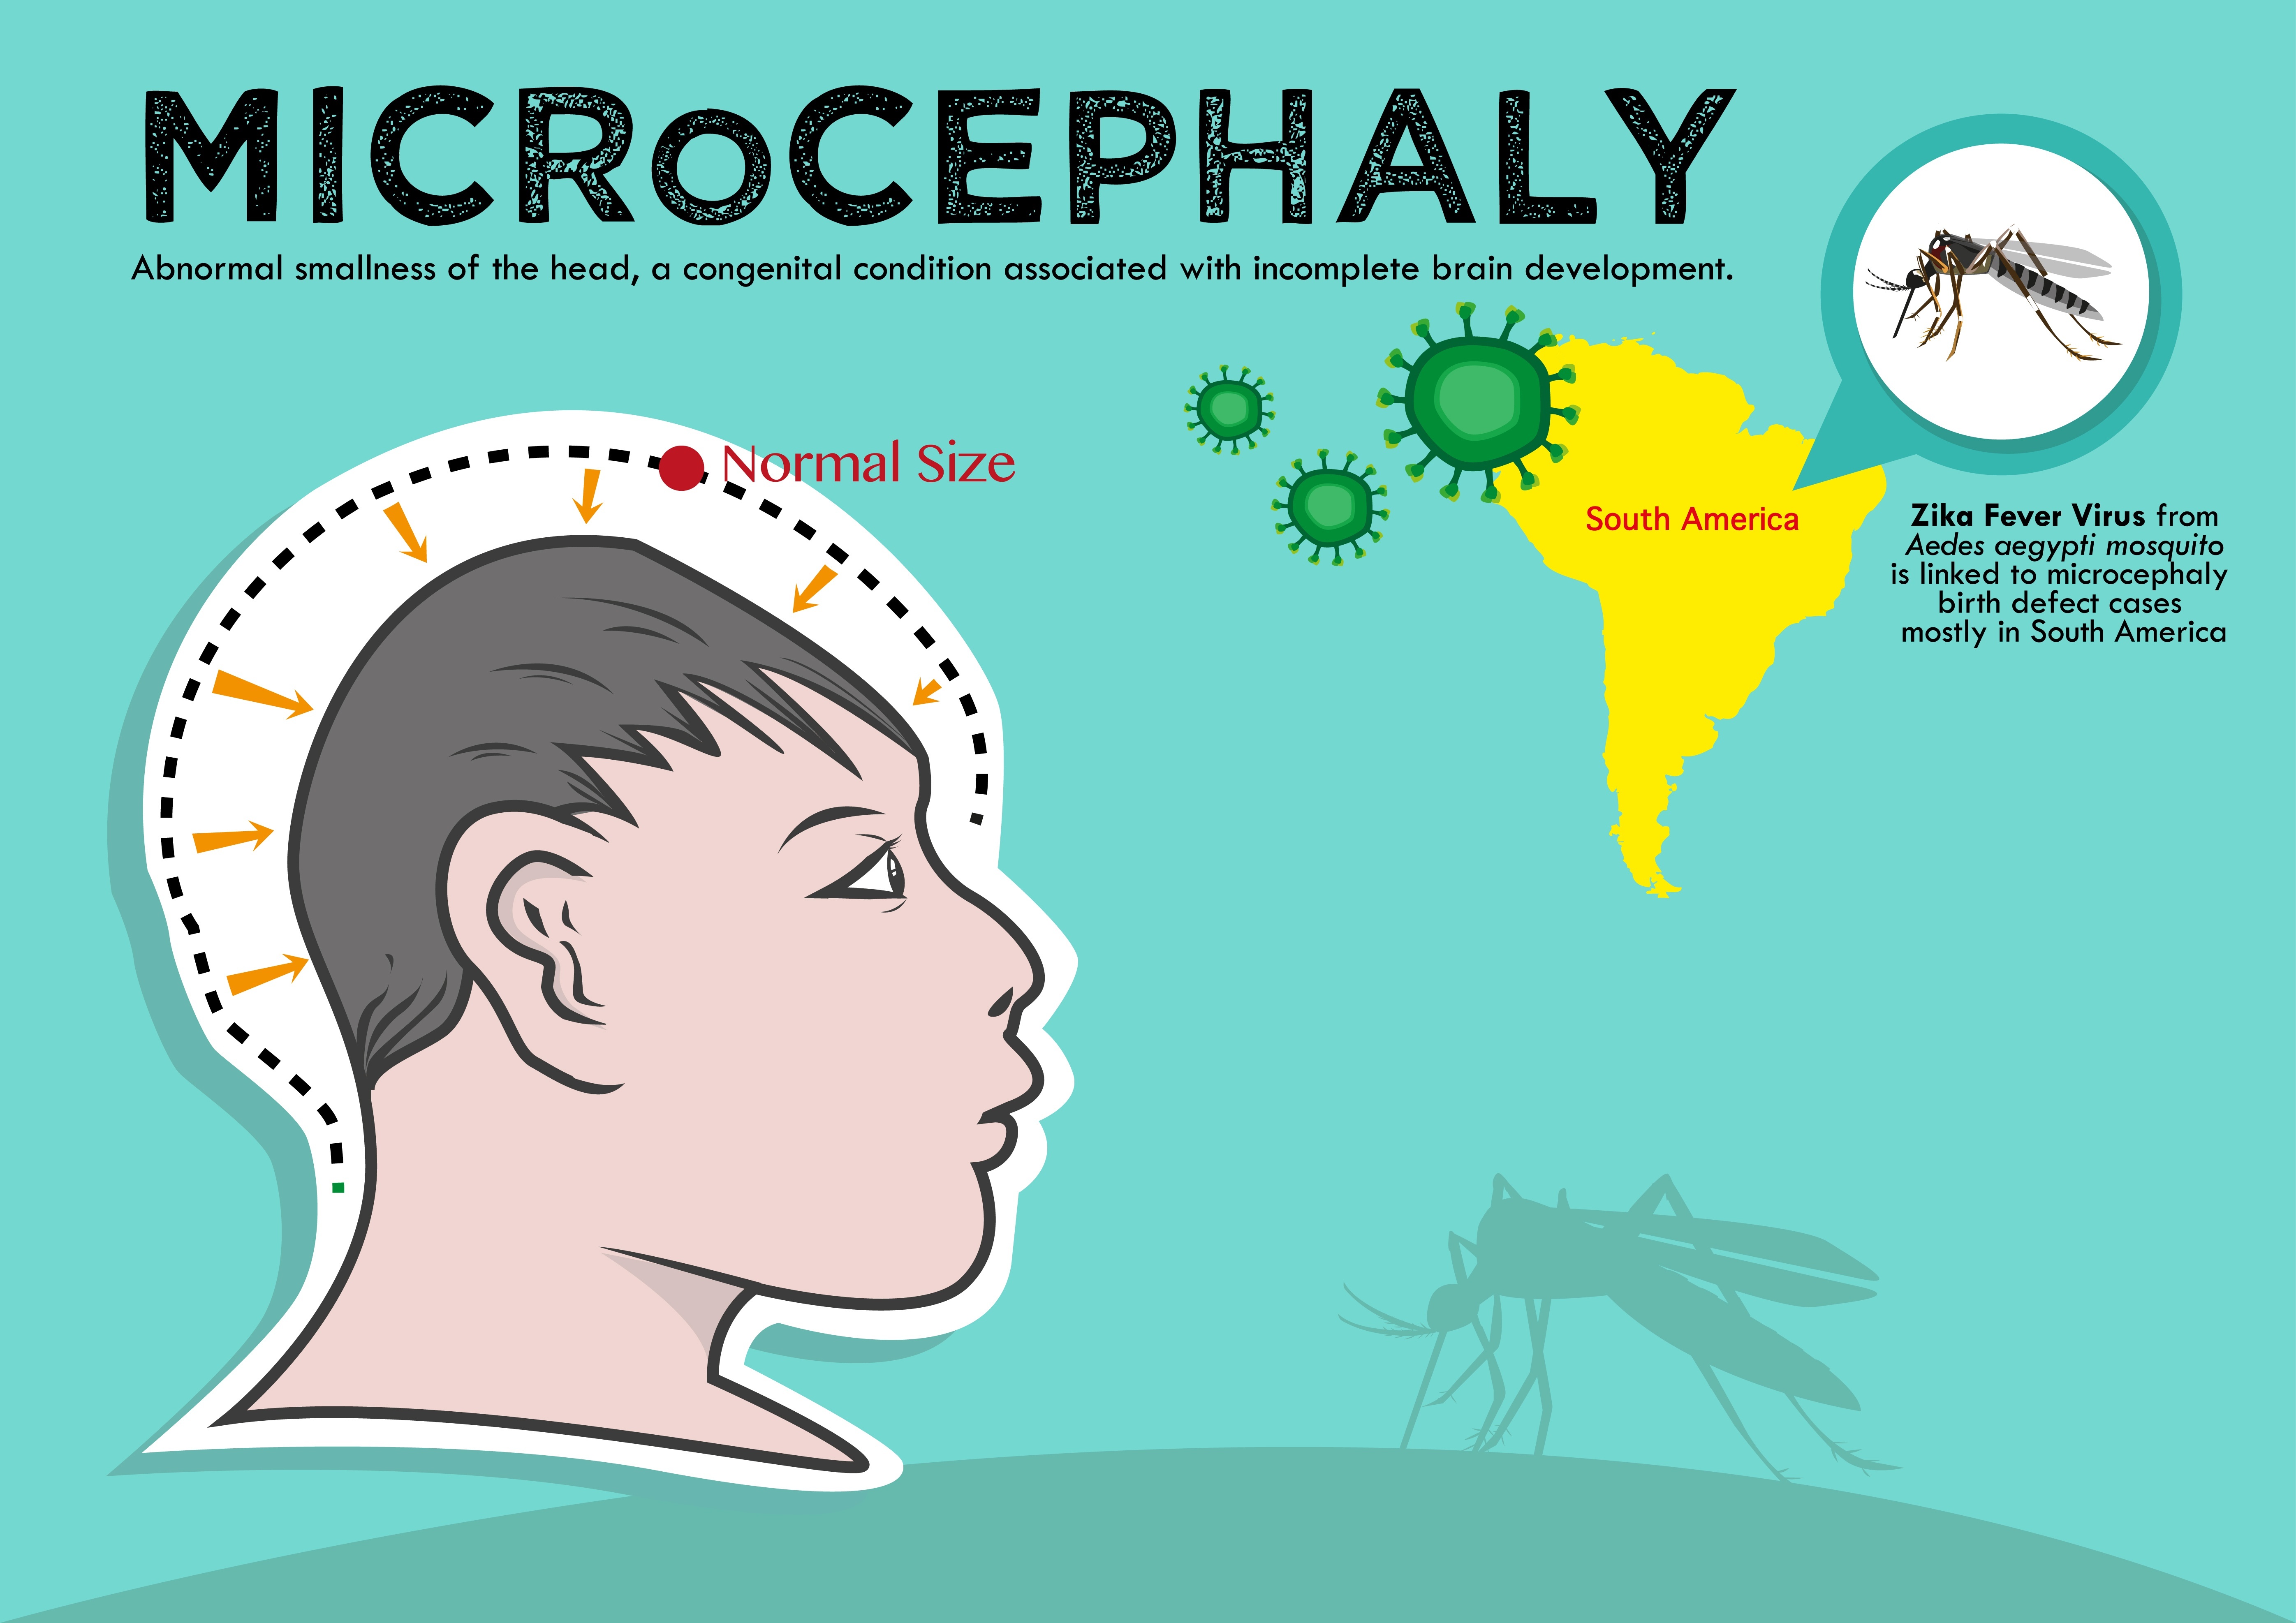 MICROCEPHALY
Abnormal smallness of the head, a congenital condition associated with incomplete brain development.
Normal Size
South America
Zika Fever Virus from
Aedes aegypti mosquito
is linked to microcephaly
birth defect cases
mostly in South America